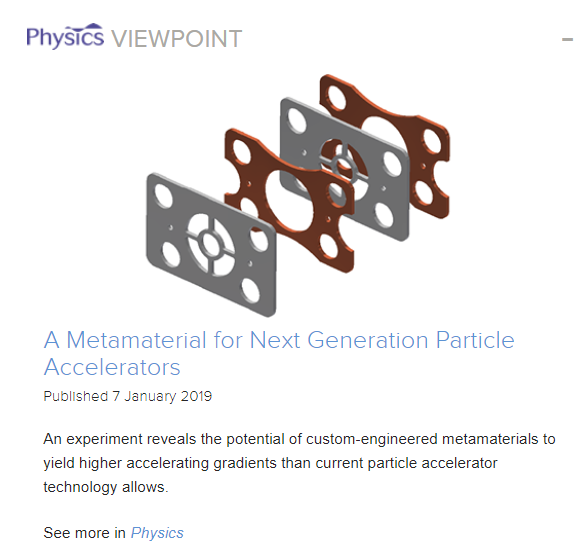 Physics VIEWPOINT
A Metamaterial for Next Generation Particle
Accelerators
Published 7 January 2019
An experiment reveals the potential of custom-engineered metamaterials to
yield higher accelerating gradients than current particle accelerator
technology allows.
See more in Physics